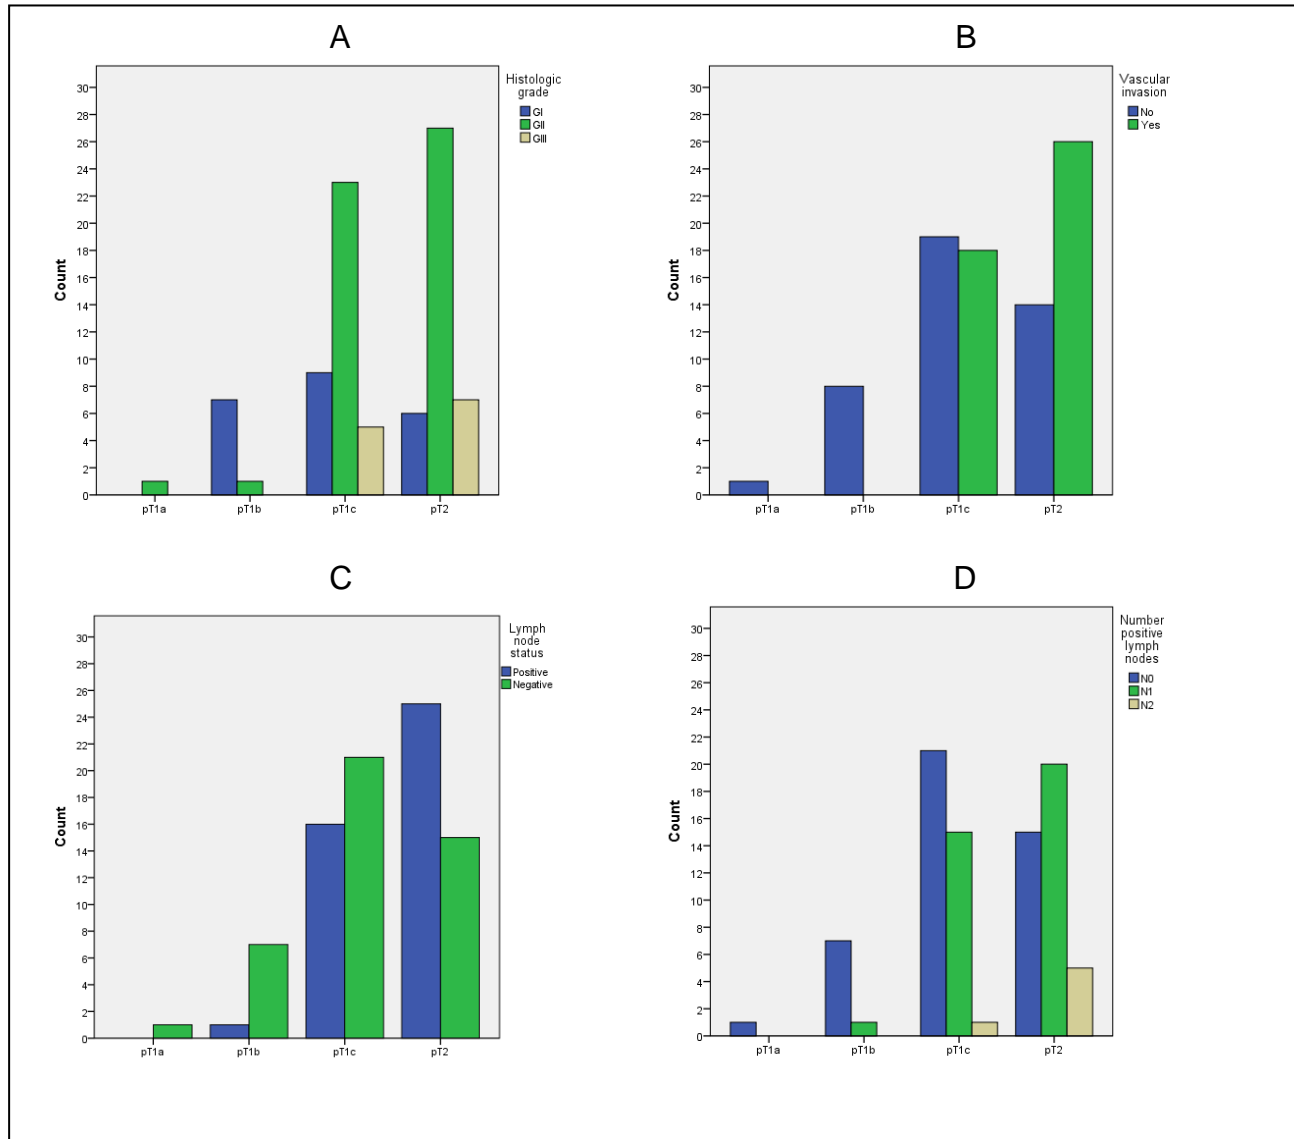 A
Histologic
grade
GI
GII
GIII
30
28
26
24
22
20
18
16
14
12
10
8
6
4
2
0
Count
pT1a pT1b pT1c pT2
B
Vascular
invasion
No
Yes
30
28
26
24
22
20
18
16
14
12
10
8
6
4
2
0
Count
pT1a pT1b pT1c pT2
C
Lymph
node
status
Positive
Negative
30
28
26
24
22
20
18
16
14
12
10
8
6
4
2
0
Count
pT1a pT1b pT1c pT2
D
Number
positive
lymph
nodes
N0
N1
N2
30
28
26
24
22
20
18
16
14
12
10
8
6
4
2
0
Count
pT1a pT1b pT1c pT2